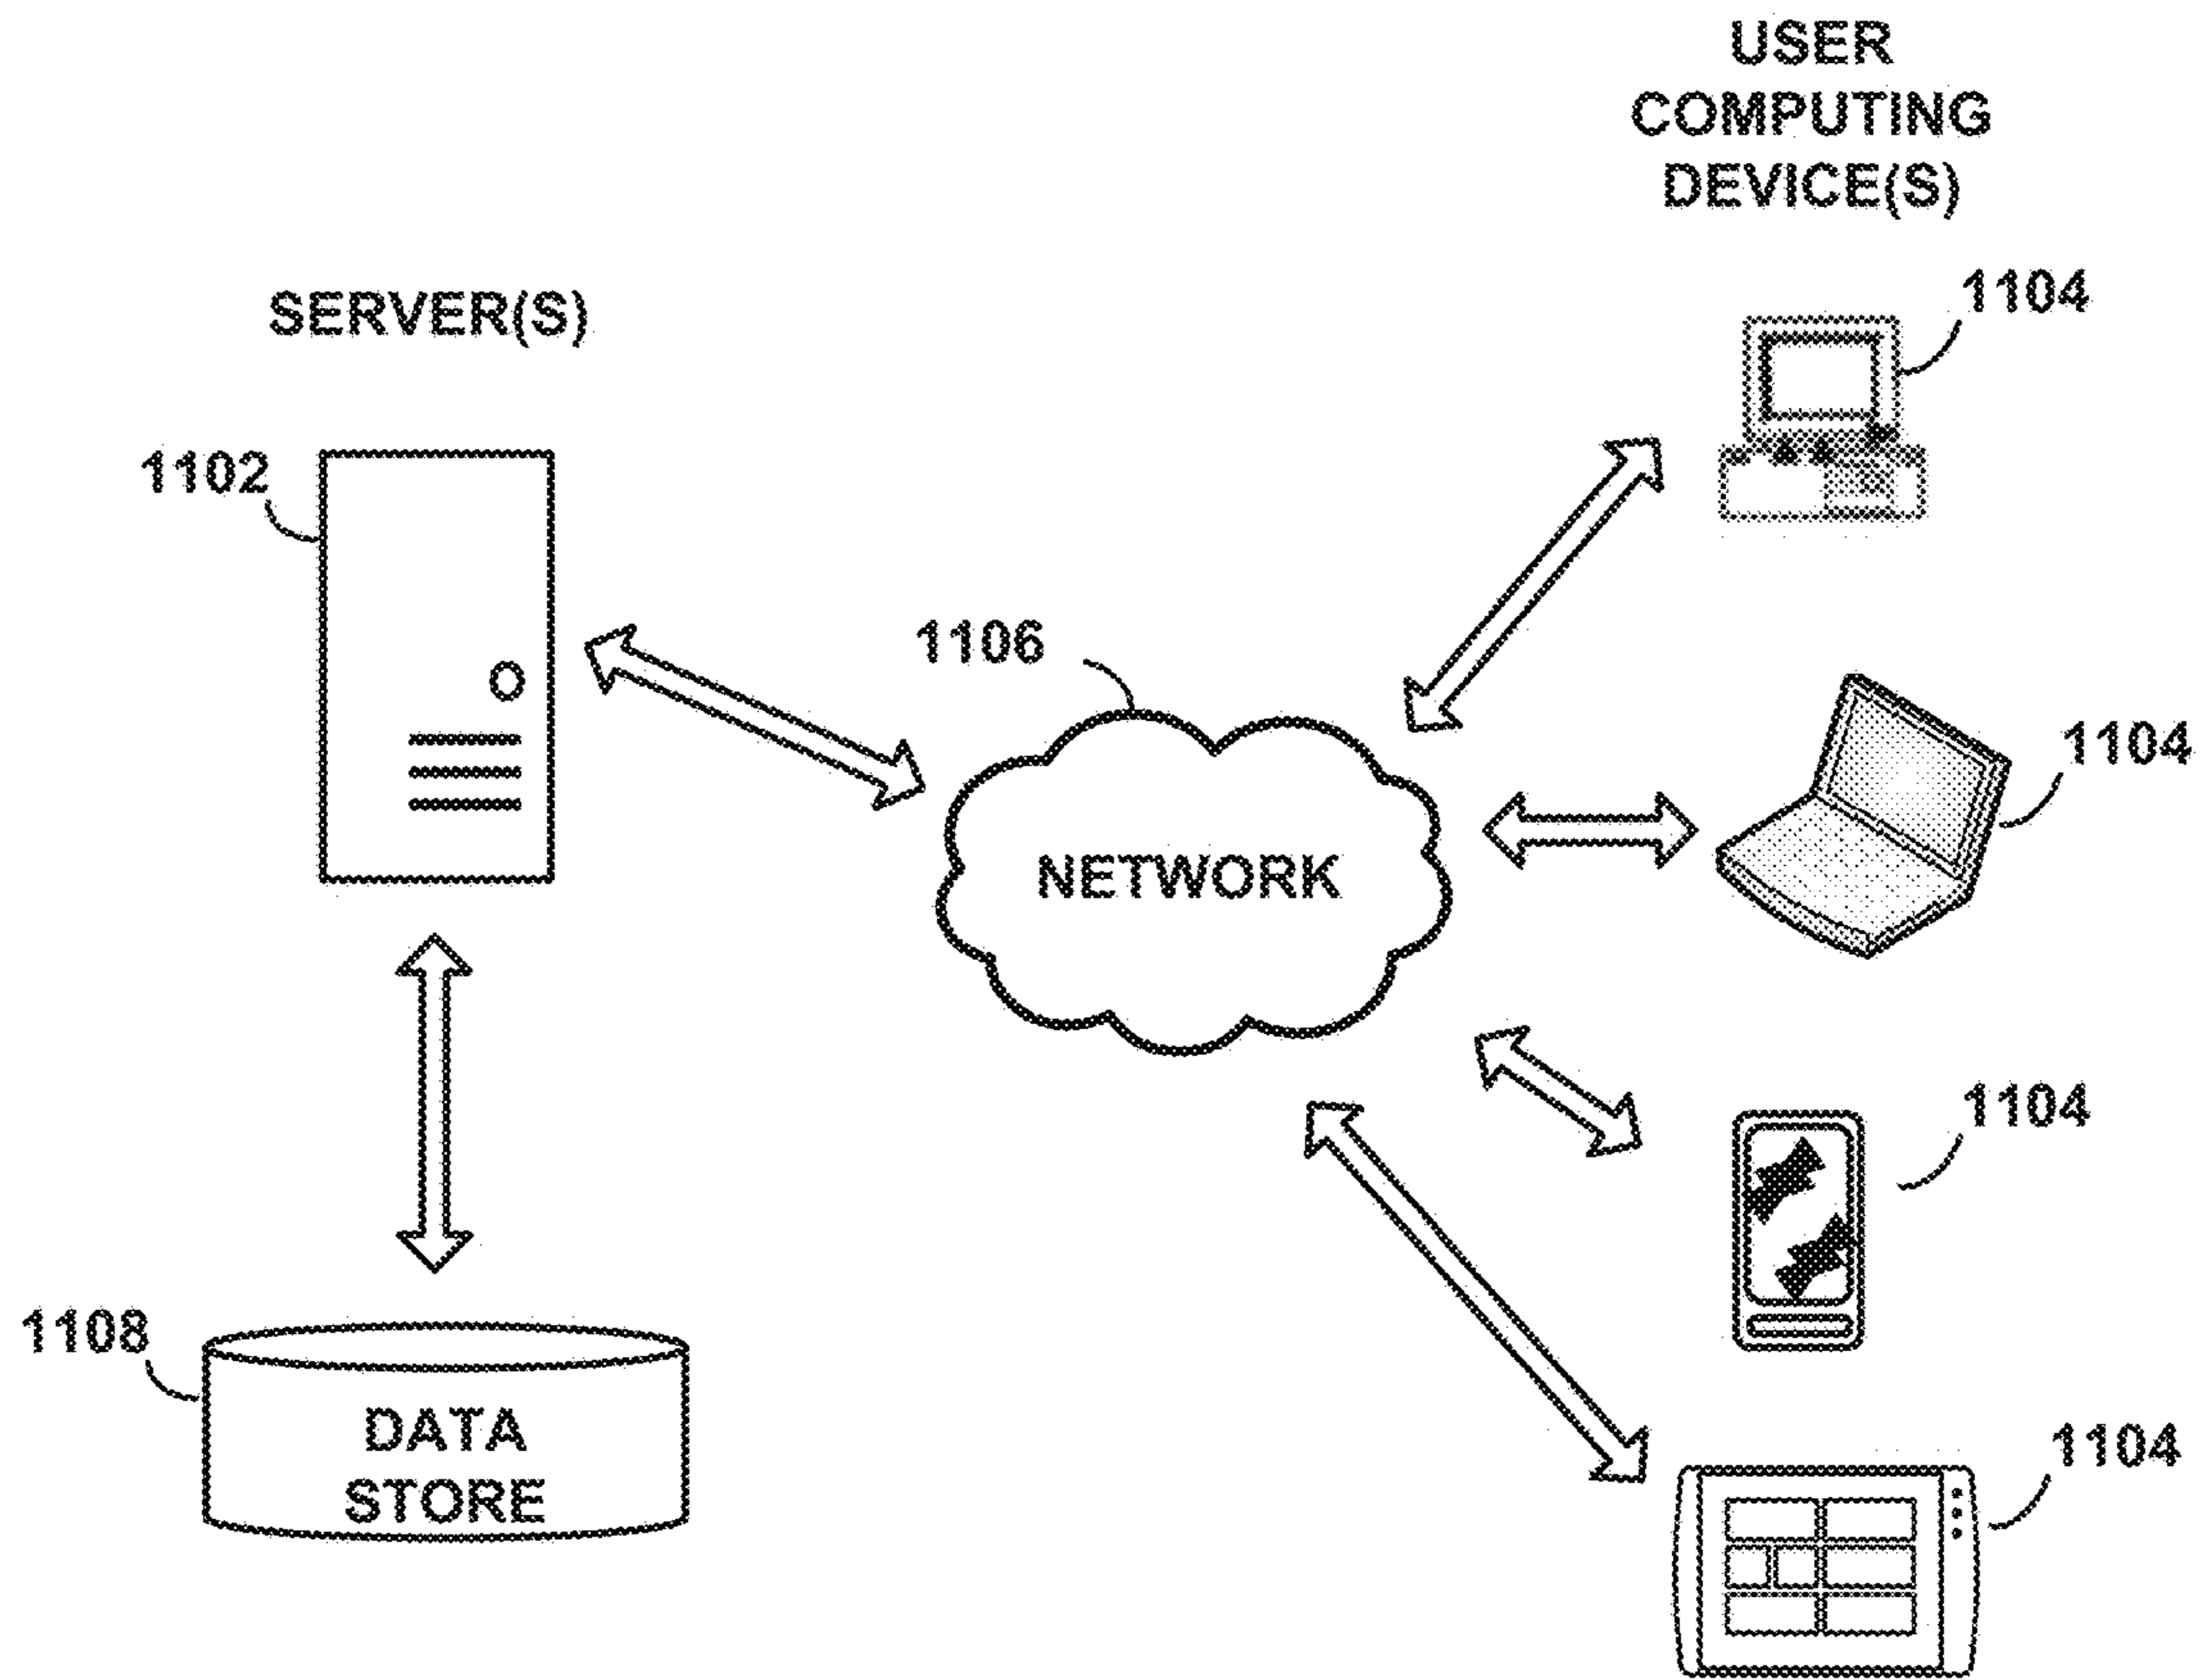 USER
COMPUTING
DEVICE(S)
SERVER(S)
1104
1102
1106
1104
NETWORK
1104
1108
DATA
STORE
1104